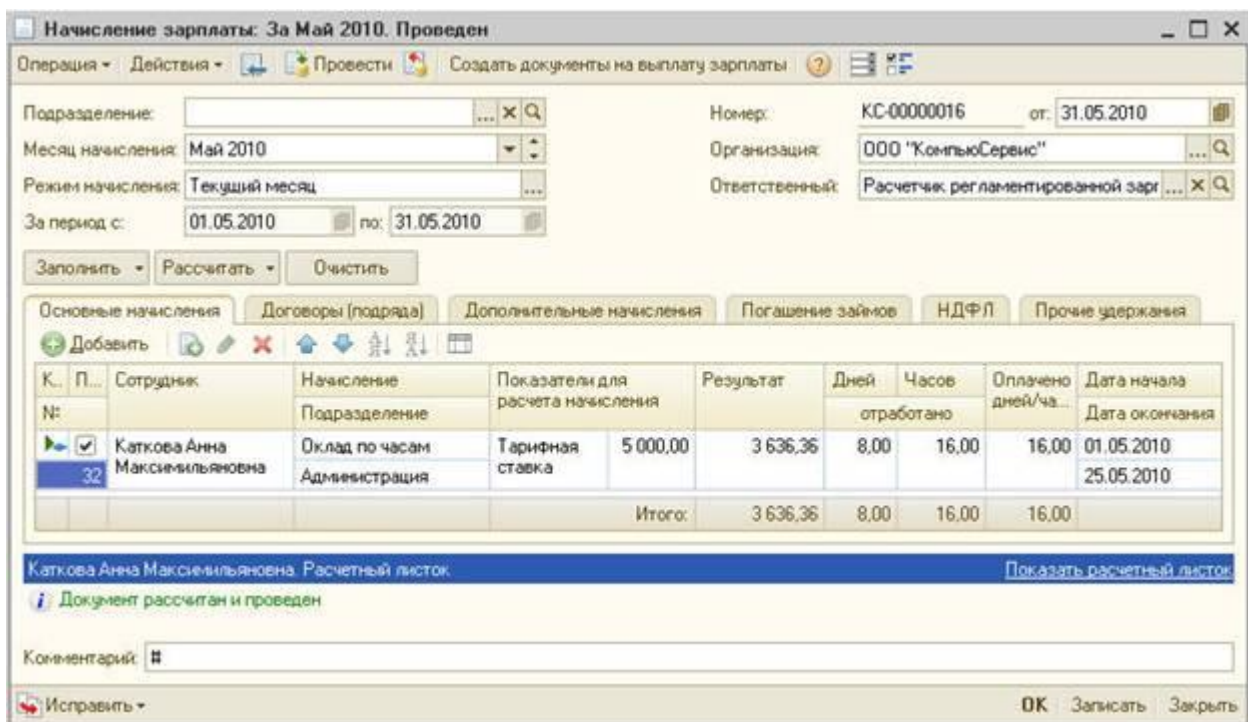 Начисление зарплаты: За Май 2010. Проведен
Операция Действия Провести Создать документы на выплату зарплаты
Подразделение: ... Номер: КС-00000016 от: 31.05.2010
Месяц начисления: Май 2010 Организация: ООО "КомпьюСервис" ...
Режим начисления: Текущий месяц ... Ответственный: Расчетчик регламентированной зарг ...
За период с: 01.05.2010 по: 31.05.2010
Заполнить Рассчитать Очистить
Основные начисления Договоры (подряда) Дополнительные начисления Погашение займов НДФЛ Прочие удержания
Добавить
К... П... Сотрудник Начисление Показатели для Результат Дней Часов Оплачено Дата начала
расчета начисления дней/ча...
№ Подразделение отработано Дата окончания
Каткова Анна Оклад по часам Тарифная 5 000,00 3 636,36 8,00 16,00 16,00 01.05.2010
Максимильяновна ставка
32 Администрация 25.05.2010
Итого: 3 636,36 8,00 16,00 16,00
Каткова Анна Максимильяновна. Расчетный листок Показать расчетный листок
Документ рассчитан и проведен
Комментарий: #
Исправить OK Записать Закрыть